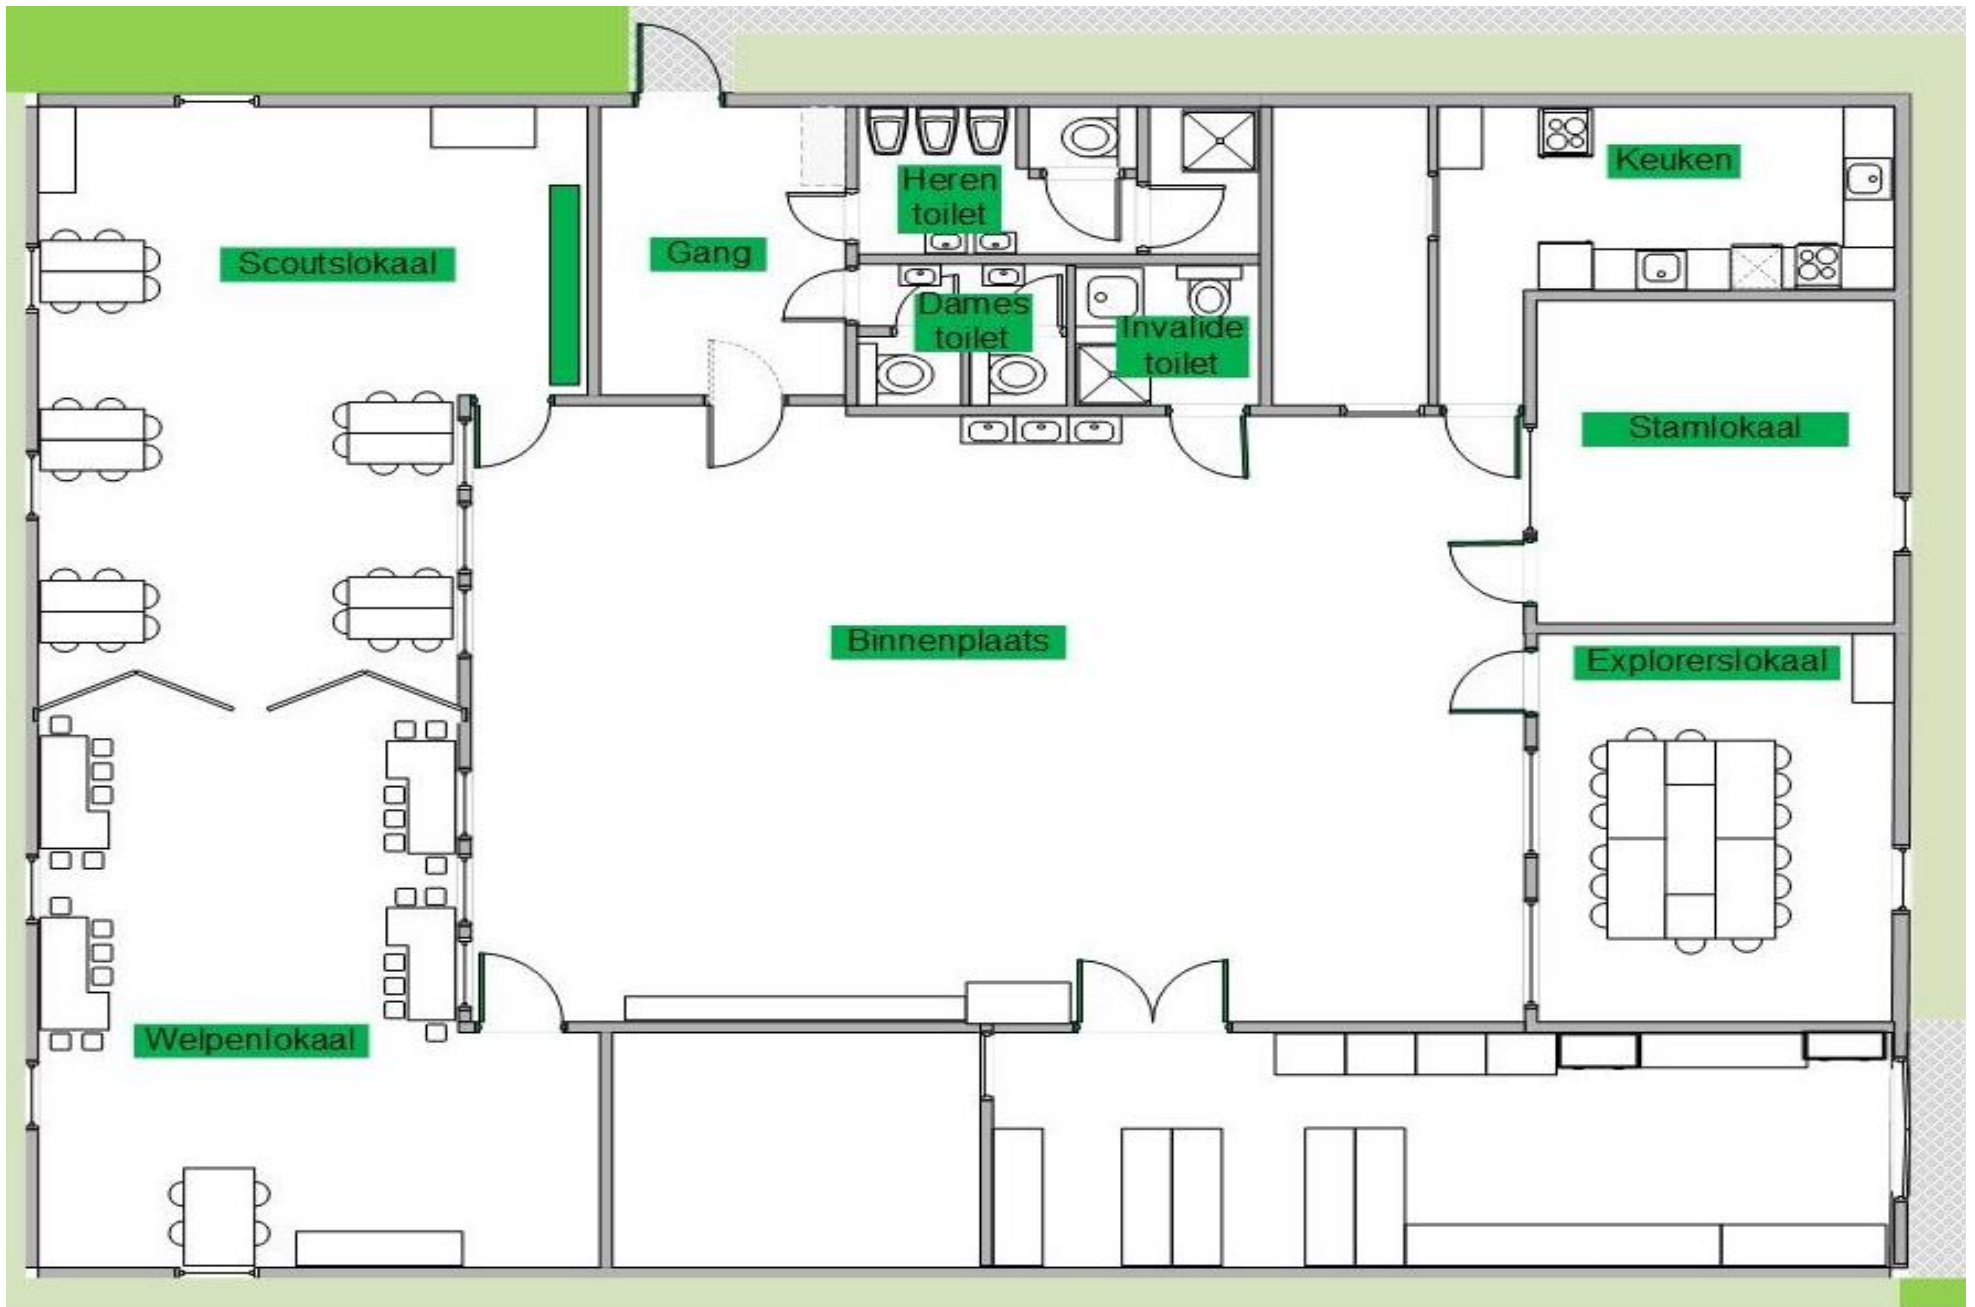 Keuken
Heren
toilet
Gang
Scoutslokaal
Dames
toilet
Invalide
toilet
Stamlokaal
Binnenplaats
Explorerslokaal
Welpenlokaal